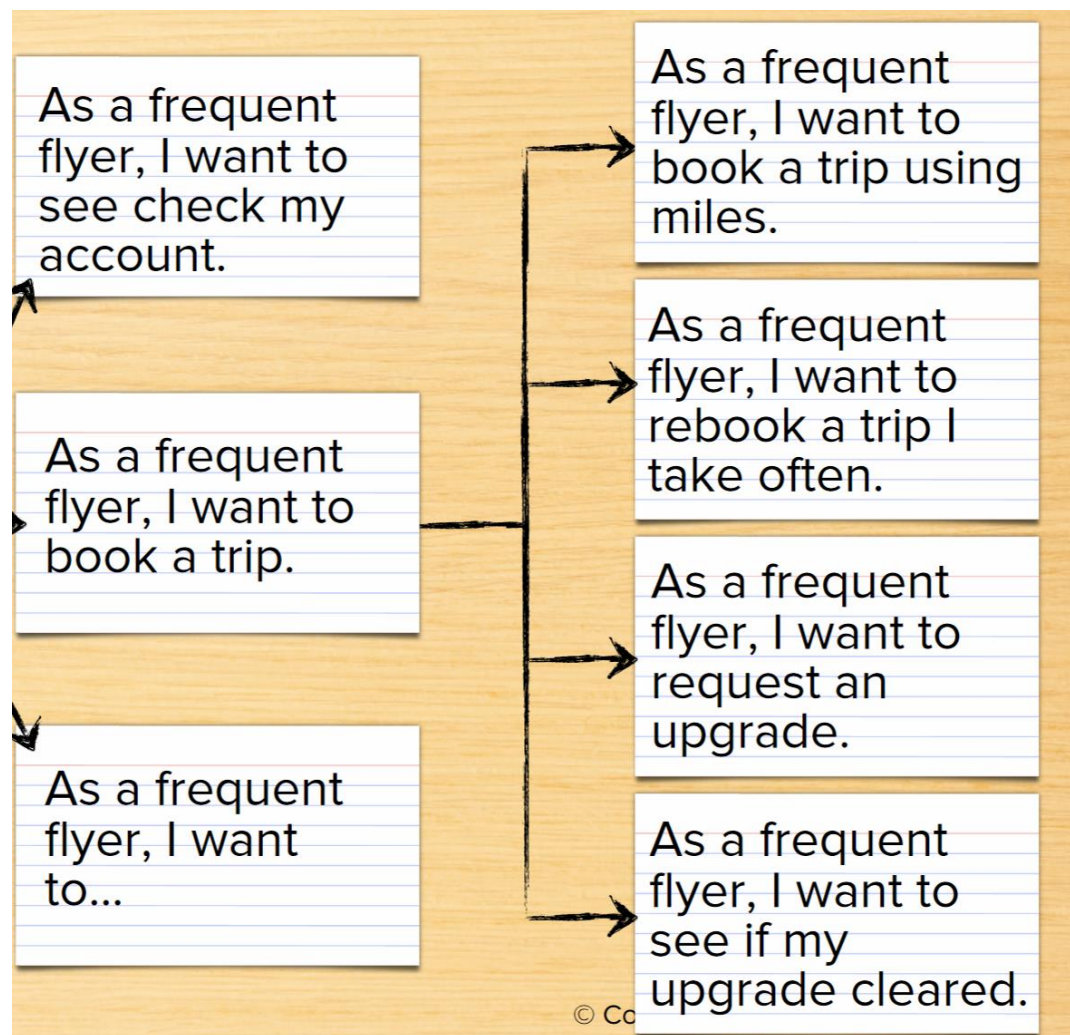 As a frequent
flyer, I want to
see check my
account.
As a frequent
flyer, I want to
book a trip.
As a frequent
flyer, I want
to...
As a frequent
flyer, I want to
book a trip using
miles.
As a frequent
flyer, I want to
rebook a trip I
take often.
As a frequent
flyer, I want to
request an
upgrade.
As a frequent
flyer, I want to
see if my
upgrade cleared.
© Co